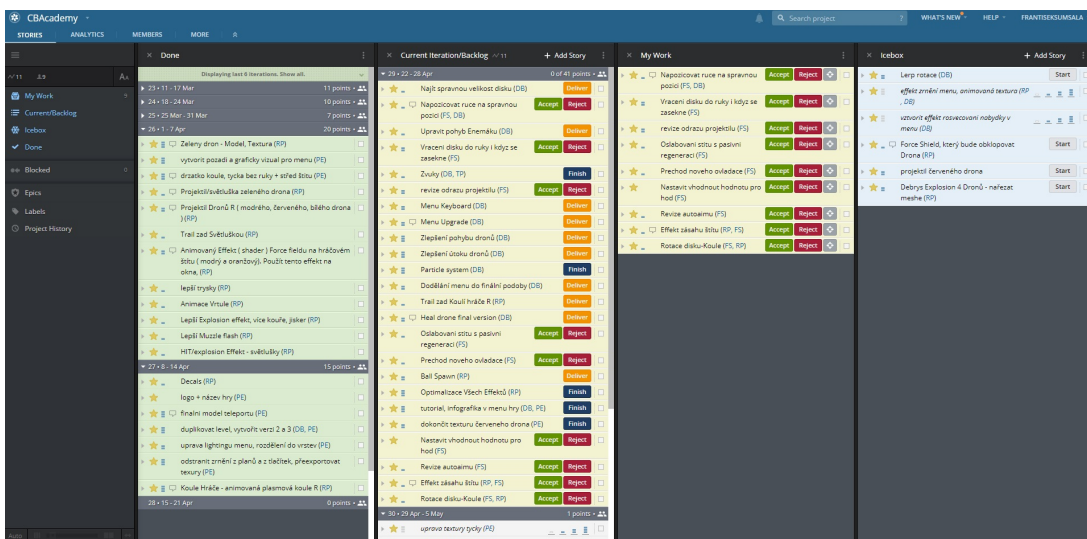 CBAcademy
Search project
?
WHAT'S NEW
HELP
FRANTISEKSUMSALA
STORIES
ANALYTICS
MEMBERS
MORE
11
9
My Work 9
Current/Backlog
Icebox
Done
Blocked 0
Epics
Labels
Project History
Auto
Done
Displaying last 6 iterations. Show all.
23 • 11 - 17 Mar 11 points •
24 • 18 - 24 Mar 10 points •
25 • 25 Mar - 31 Mar 7 points •
26 • 1 - 7 Apr 20 points •
Zeleny dron - Model, Textura (RP)
vytvorit pozadi a graficky vizual pro menu (PE)
drzatko koule, tycka bez ruky + střed štítu (PE)
Projektil/světluška zeleného drona (RP)
Projektil Dronů R ( modrého, červeného, bílého drona
)(RP)
Trail zad Světluškou (RP)
Animovaný Effekt ( shader ) Force fieldu na hráčovém
štítu ( modrý a oranžový). Použít tento effekt na
okna, (RP)
lepší trysky (RP)
Animace Vrtule (RP)
Lepší Explosion effekt, více kouře, jisker (RP)
Lepší Muzzle flash (RP)
HIT/explosion Effekt - světlušky (RP)
27 • 8 - 14 Apr 15 points •
Decals (RP)
logo + název hry (PE)
finalni model teleportu (PE)
duplikovat level, vytvořit verzi 2 a 3 (DB, PE)
uprava lightingu menu, rozdělení do vrstev (PE)
odstranit zrnění z planů a z tlačítek, přeexportovat
texury (PE)
Koule Hráče - animovaná plasmová koule R (RP)
28 • 15 - 21 Apr 0 points •
Current Iteration/Backlog 11 + Add Story
29 • 22 - 28 Apr 0 of 41 points •
Najít spravnou velikost disku (DB) Deliver
Napozicovat ruce na spravnou Accept Reject
pozici (FS, DB)
Upravit pohyb Enemáku (DB) Deliver
Vraceni disku do ruky i kdyz se Accept Reject
zasekne (FS)
Zvuky (DB, TP) Finish
revize odrazu projektilu (FS) Accept Reject
Menu Keyboard (DB) Deliver
Menu Upgrade (DB) Deliver
Zlepšení pohybu dronů (DB) Deliver
Zlepšení útoku dronů (DB) Deliver
Particle system (DB) Finish
Dodělání menu do finální podoby (DB) Deliver
Trail zad Koulí hráče R (RP) Deliver
Heal drone final version (DB) Deliver
Oslabovani stitu s pasivni Accept Reject
regeneraci (FS)
Prechod noveho ovladace (FS) Accept Reject
Ball Spawn (RP) Deliver
Optimalizace Všech Effektů (RP) Finish
tutorial, infografika v menu hry (DB, PE) Finish
dokončit texturu červeneho drona (PE) Finish
Nastavit vhodnout hodnotu pro Accept Reject
hod (FS)
Revize autoaimu (FS) Accept Reject
Effekt zásahu štítu (RP, FS) Accept Reject
Rotace disku-Koule (FS, RP) Accept Reject
30 • 29 Apr - 5 May 1 points •
uprava textury tycky (PE)
My Work
Napozicovat ruce na spravnou Accept Reject
pozici (FS, DB)
Vraceni disku do ruky i kdyz se Accept Reject
zasekne (FS)
revize odrazu projektilu (FS) Accept Reject
Oslabovani stitu s pasivni Accept Reject
regeneraci (FS)
Prechod noveho ovladace (FS) Accept Reject
Nastavit vhodnout hodnotu pro Accept Reject
hod (FS)
Revize autoaimu (FS) Accept Reject
Effekt zásahu štítu (RP, FS) Accept Reject
Rotace disku-Koule (FS, RP) Accept Reject
Icebox + Add Story
Lerp rotace (DB) Start
effekt zrnění menu, animovaná textura (RP
, DB)
vztvorit effekt rosvecovani nabydky v
menu (DB)
Force Shield, který bude obklopovat Start
Drona (RP)
projektil červeného drona Start
Debrys Explosion 4 Dronů - nařezat Start
meshe (RP)